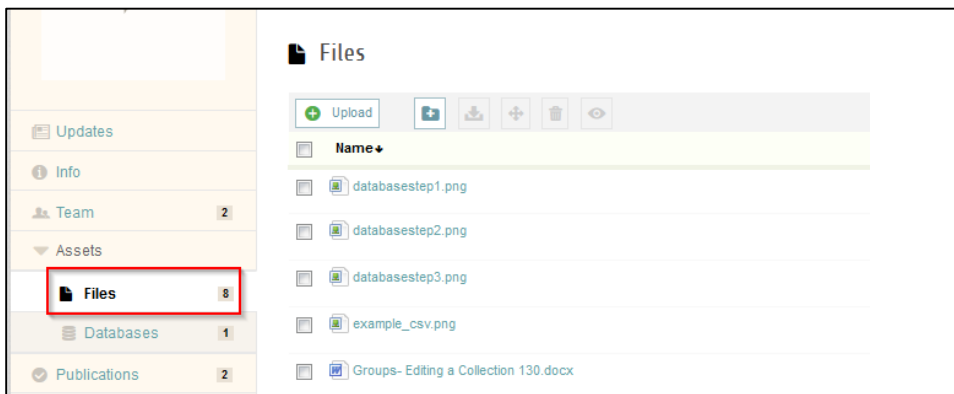 Files
Upload
Name
databasestep1.png
databasestep2.png
databasestep3.png
example_csv.png
Groups- Editing a Collection 130.docx
Updates
Info
Team 2
Assets
Files 8
Databases 1
Publications 2